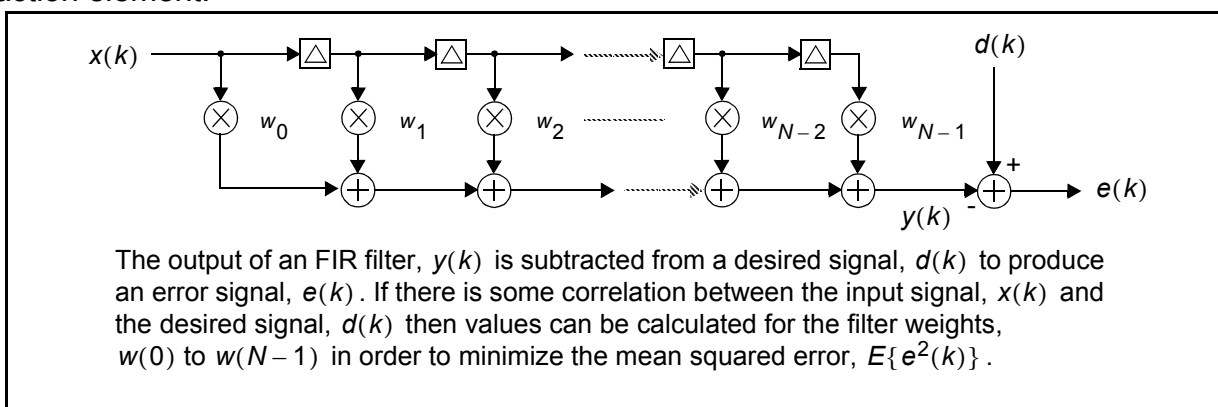 action element.
x(k) d(k)
w0 w1 w2 wN−2 wN−1
+
y(k) - e(k)
The output of an FIR filter, y(k) is subtracted from a desired signal, d(k) to produce
an error signal, e(k). If there is some correlation between the input signal, x(k) and
the desired signal, d(k) then values can be calculated for the filter weights,
w(0) to w(N−1) in order to minimize the mean squared error, E{e²(k)}.